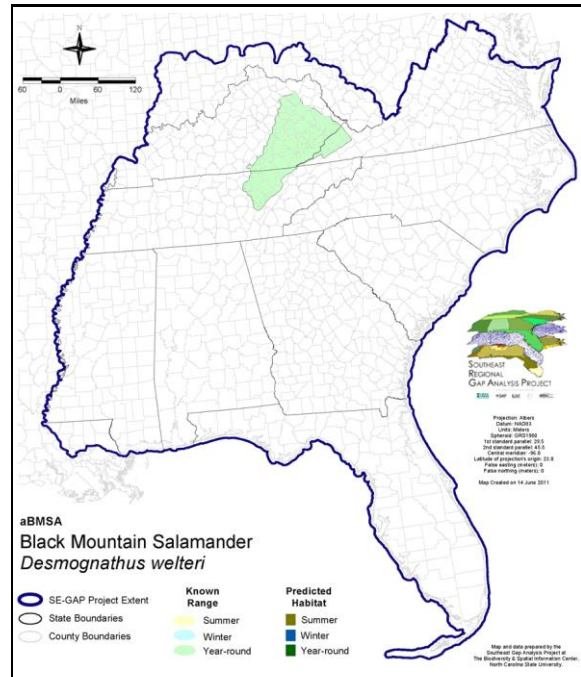 N
60 0 60 120
Miles
SOUTHEAST
REGIONAL
GAP ANALYSIS PROJECT
Projection: Albers
Datum: NAD83
Units: Meters
Spheroid: GRS1980
1st standard parallel: 29.5
2nd standard parallel: 45.5
Central meridian: -96.0
Latitude of projection's origin: 23.0
False easting (meters): 0
False northing (meters): 0
Map Created on 14 June 2011
aBMSA
Black Mountain Salamander
Desmognathus welteri
SE-GAP Project Extent
State Boundaries
County Boundaries
Known
Range
Summer
Winter
Year-round
Predicted
Habitat
Summer
Winter
Year-round
Map and data prepared by the
Southeast Gap Analysis Project at
The Biodiversity & Spatial Information Center,
North Carolina State University.